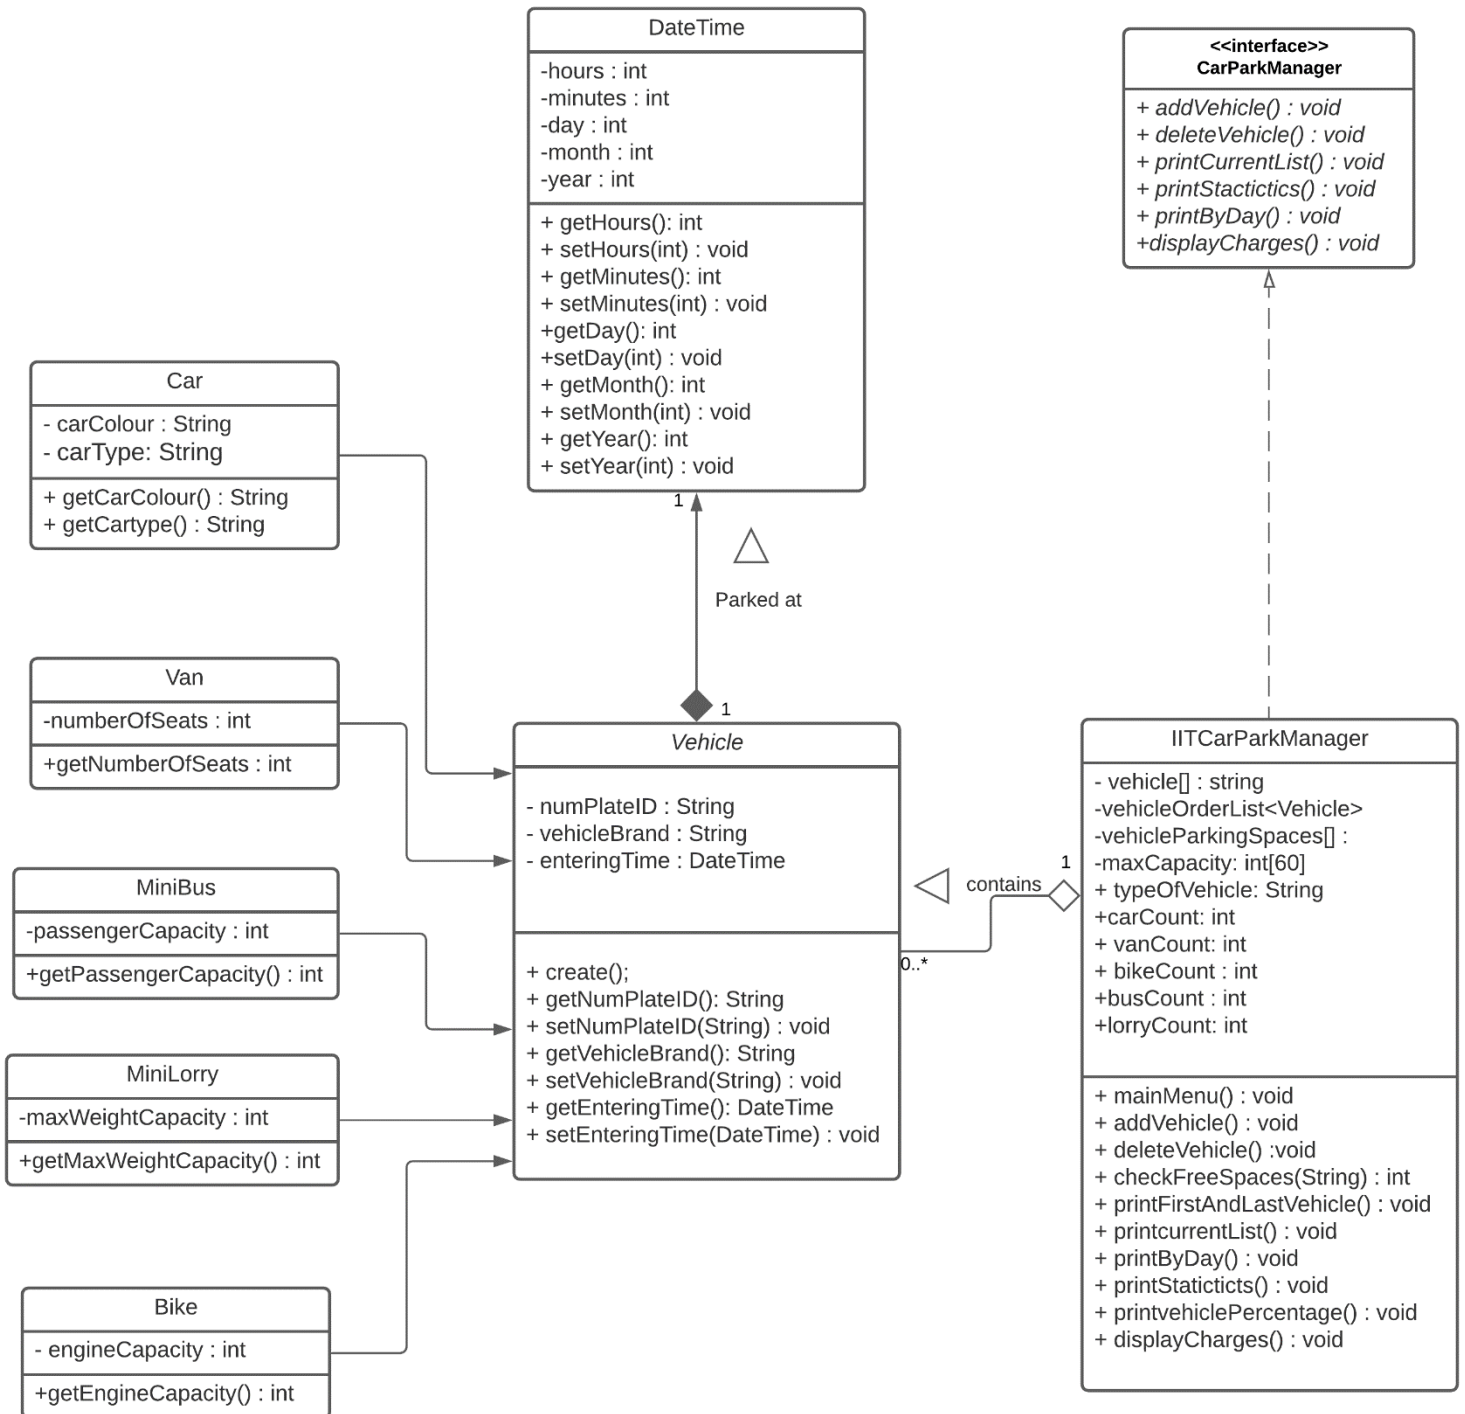 DateTime
-hours : int
-minutes : int
-day : int
-month : int
-year : int
+ getHours(): int
+ setHours(int) : void
+ getMinutes(): int
+ setMinutes(int) : void
+getDay(): int
+setDay(int) : void
+ getMonth(): int
+ setMonth(int) : void
+ getYear(): int
+ setYear(int) : void
<<interface>>
CarParkManager
+ addVehicle() : void
+ deleteVehicle() : void
+ printCurrentList() : void
+ printStactictics() : void
+ printByDay() : void
+displayCharges() : void
Car
- carColour : String
- carType: String
+ getCarColour() : String
+ getCartype() : String
1
Parked at
1
Van
-numberOfSeats : int
+getNumberOfSeats : int
MiniBus
-passengerCapacity : int
+getPassengerCapacity() : int
MiniLorry
-maxWeightCapacity : int
+getMaxWeightCapacity() : int
Bike
- engineCapacity : int
+getEngineCapacity() : int
Vehicle
- numPlateID : String
- vehicleBrand : String
- enteringTime : DateTime
+ create();
+ getNumPlateID(): String
+ setNumPlateID(String) : void
+ getVehicleBrand(): String
+ setVehicleBrand(String) : void
+ getEnteringTime(): DateTime
+ setEnteringTime(DateTime) : void
contains
1
0..*
IITCarParkManager
- vehicle[] : string
-vehicleOrderList<Vehicle>
-vehicleParkingSpaces[] :
-maxCapacity: int[60]
+ typeOfVehicle: String
+carCount: int
+ vanCount: int
+ bikeCount : int
+busCount : int
+lorryCount: int
+ mainMenu() : void
+ addVehicle() : void
+ deleteVehicle() :void
+ checkFreeSpaces(String) : int
+ printFirstAndLastVehicle() : void
+ printcurrentList() : void
+ printByDay() : void
+ printStaticticts() : void
+ printvehiclePercentage() : void
+ displayCharges() : void